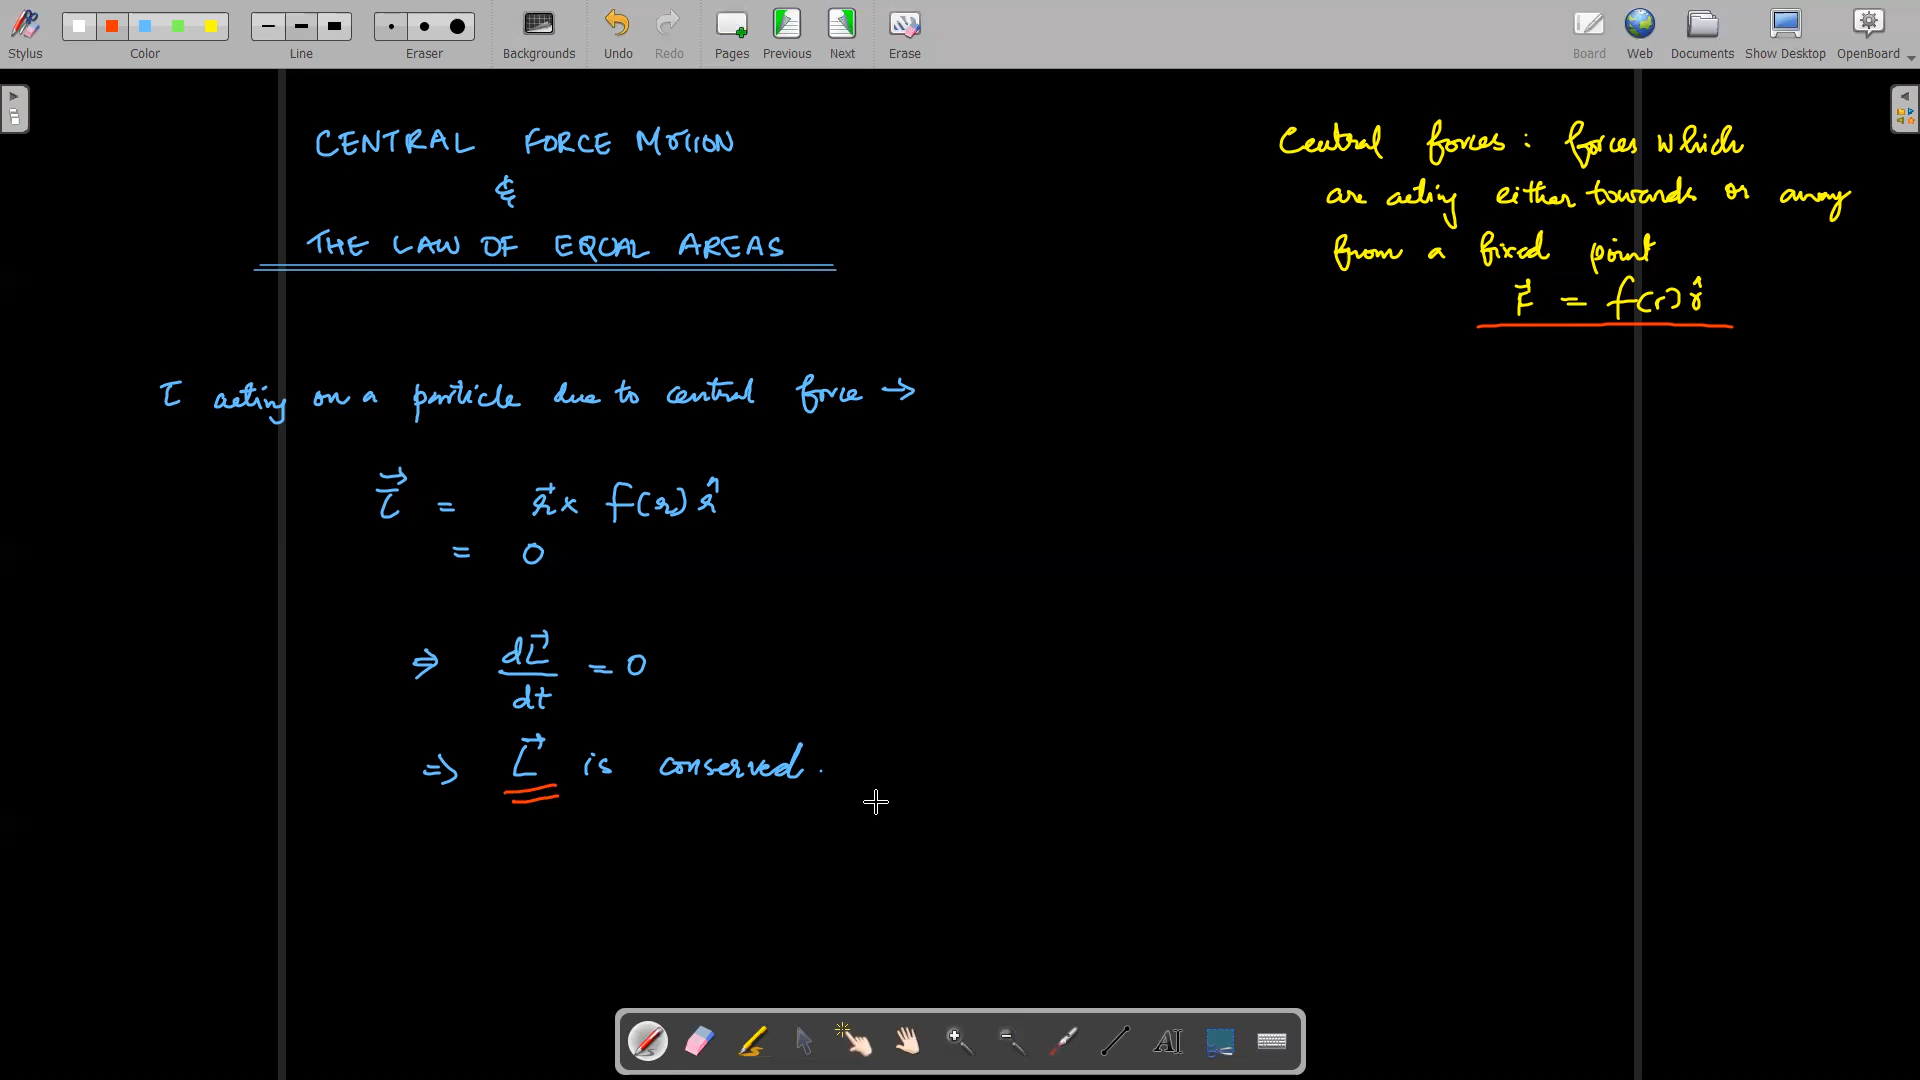 Stylus Color Line Eraser Backgrounds Undo Redo Pages Previous Next Erase Board Web Documents Show Desktop OpenBoard
CENTRAL FORCE MOTION
&
THE LAW OF EQUAL AREAS
Central forces : forces which
are acting either towards or away
from a fixed point
F⃗ = f(r) r̂
τ acting on a particle due to central force →
τ⃗ = r⃗ × f(r) r̂
= 0
⇒ dL⃗/dt = 0
⇒ L⃗ is conserved.